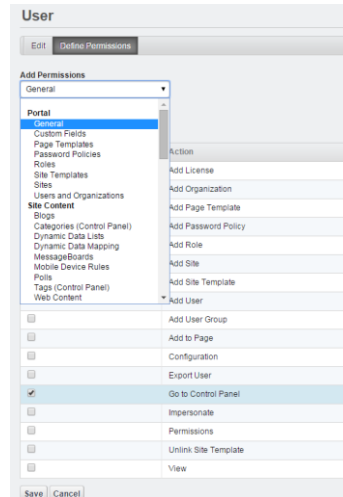 User
Edit Define Permissions
Add Permissions
General
Portal
General
Custom Fields
Page Templates
Password Policies
Roles
Site Templates
Sites
Users and Organizations
Site Content
Blogs
Categories (Control Panel)
Dynamic Data Lists
Dynamic Data Mapping
MessageBoards
Mobile Device Rules
Polls
Tags (Control Panel)
Web Content
Action
Add License
Add Organization
Add Page Template
Add Password Policy
Add Role
Add Site
Add Site Template
Add User
Add User Group
Add to Page
Configuration
Export User
Go to Control Panel
Impersonate
Permissions
Unlink Site Template
View
Save Cancel